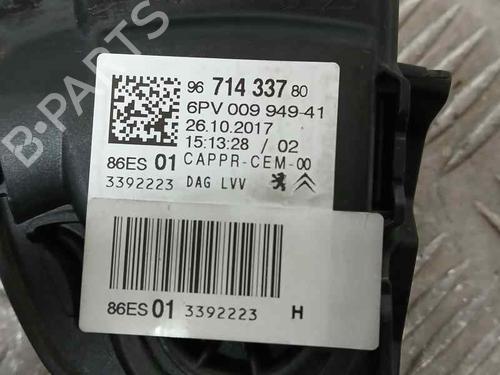 B-PARTS
96 714 337 80
6PV 009 949-41
26.10.2017
15:13:28 / 02
86ES 01 CAPPR-CEM-00
3392223 DAG LVV
86ES 01 3392223 H